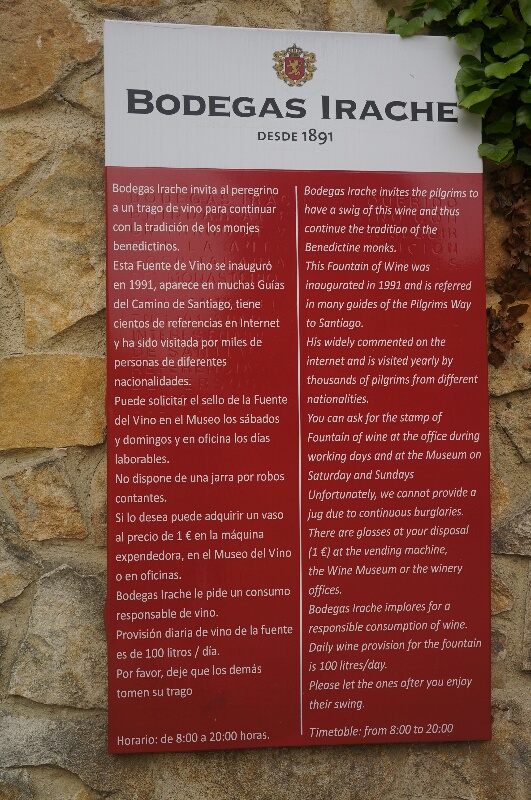 BODEGAS IRACHE
DESDE 1891
Bodegas Irache invita al peregrino
a un trago de vino para continuar
con la tradición de los monjes
benedictinos.
Esta Fuente de Vino se inauguró
en 1991, aparece en muchas Guías
del Camino de Santiago, tiene
cientos de referencias en Internet
y ha sido visitada por miles de
personas de diferentes
nacionalidades.
Puede solicitar el sello de la Fuente
del Vino en el Museo los sábados
y domingos y en oficina los días
laborables.
No dispone de una jarra por robos
contantes.
Si lo desea puede adquirir un vaso
al precio de 1 € en la máquina
expendedora, en el Museo del Vino
o en oficinas.
Bodegas Irache le pide un consumo
responsable de vino.
Provisión diaria de vino de la fuente
es de 100 litros / día.
Por favor, deje que los demás
tomen su trago
Horario: de 8:00 a 20:00 horas.
Bodegas Irache invites the pilgrims to
have a swig of this wine and thus
continue the tradition of the
Benedictine monks.
This Fountain of Wine was
inaugurated in 1991 and is referred
in many guides of the Pilgrims Way
to Santiago.
His widely commented on the
internet and is visited yearly by
thousands of pilgrims from different
nationalities.
You can ask for the stamp of
Fountain of wine at the office during
working days and at the Museum on
Saturday and Sundays
Unfortunately, we cannot provide a
jug due to continuous burglaries.
There are glasses at your disposal
(1 €) at the vending machine,
the Wine Museum or the winery
offices.
Bodegas Irache implores for a
responsible consumption of wine.
Daily wine provision for the fountain
is 100 litres/day.
Please let the ones after you enjoy
their swing.
Timetable: from 8:00 to 20:00